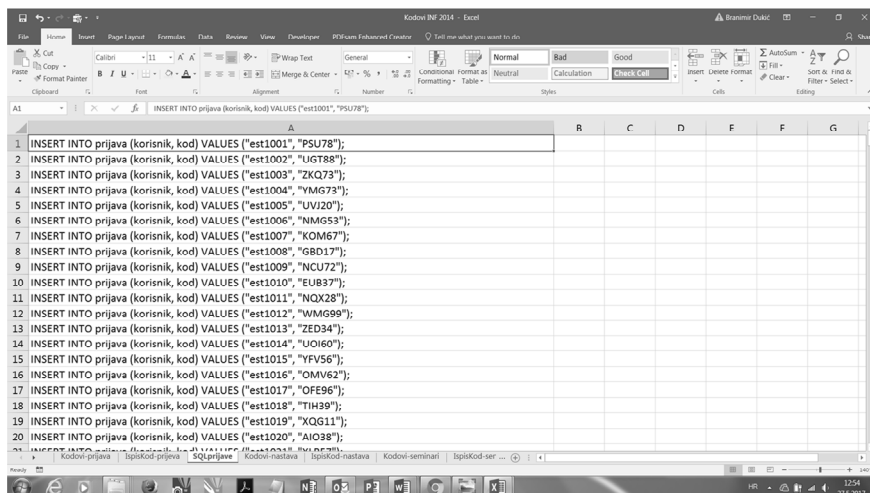 Kodovi INF 2014 - Excel
Branimir Dukić
File Home Insert Page Layout Formulas Data Review View Developer PDFsam Enhanced Creator Tell me what you want to do
Cut
Copy
Format Painter
Paste
Clipboard
Calibri 11
B I U
Font
Wrap Text
Merge & Center
Alignment
General
Number
Conditional Formatting
Format as Table
Normal Bad Good
Neutral Calculation Check Cell
Styles
Insert Delete Format
Cells
AutoSum
Fill
Clear
Sort & Filter
Find & Select
Editing
A1 INSERT INTO prijava (korisnik, kod) VALUES ("est1001", "PSU78");
A B C D E F G
1 INSERT INTO prijava (korisnik, kod) VALUES ("est1001", "PSU78");
2 INSERT INTO prijava (korisnik, kod) VALUES ("est1002", "UGT88");
3 INSERT INTO prijava (korisnik, kod) VALUES ("est1003", "ZKQ73");
4 INSERT INTO prijava (korisnik, kod) VALUES ("est1004", "YMG73");
5 INSERT INTO prijava (korisnik, kod) VALUES ("est1005", "UVJ20");
6 INSERT INTO prijava (korisnik, kod) VALUES ("est1006", "NMG53");
7 INSERT INTO prijava (korisnik, kod) VALUES ("est1007", "KOM67");
8 INSERT INTO prijava (korisnik, kod) VALUES ("est1008", "GBD17");
9 INSERT INTO prijava (korisnik, kod) VALUES ("est1009", "NCU72");
10 INSERT INTO prijava (korisnik, kod) VALUES ("est1010", "EUB37");
11 INSERT INTO prijava (korisnik, kod) VALUES ("est1011", "NQX28");
12 INSERT INTO prijava (korisnik, kod) VALUES ("est1012", "WMG99");
13 INSERT INTO prijava (korisnik, kod) VALUES ("est1013", "ZED34");
14 INSERT INTO prijava (korisnik, kod) VALUES ("est1014", "UOI60");
15 INSERT INTO prijava (korisnik, kod) VALUES ("est1015", "YFV56");
16 INSERT INTO prijava (korisnik, kod) VALUES ("est1016", "OMV62");
17 INSERT INTO prijava (korisnik, kod) VALUES ("est1017", "OFE96");
18 INSERT INTO prijava (korisnik, kod) VALUES ("est1018", "TIH39");
19 INSERT INTO prijava (korisnik, kod) VALUES ("est1019", "XQG11");
20 INSERT INTO prijava (korisnik, kod) VALUES ("est1020", "AIO38");
Kodovi-prijava IspisKod-prijeva SQLprijave Kodovi-nastava IspisKod-nastava Kodovi-seminari IspisKod-ser ...
Ready
HR 12:54